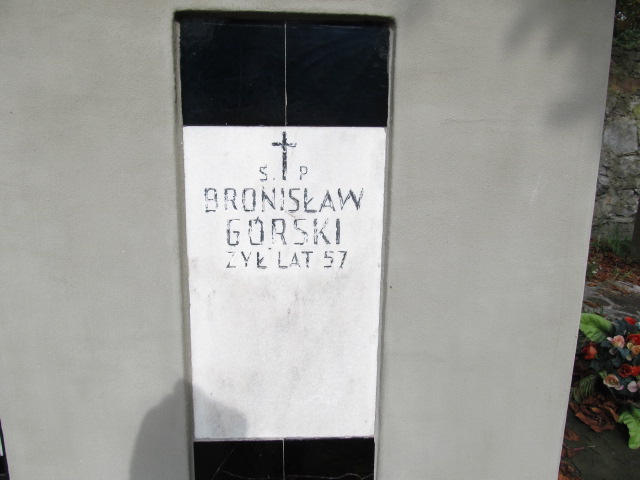 Ś. P
BRONISŁAW
GÓRSKI
ŻYŁ LAT 57